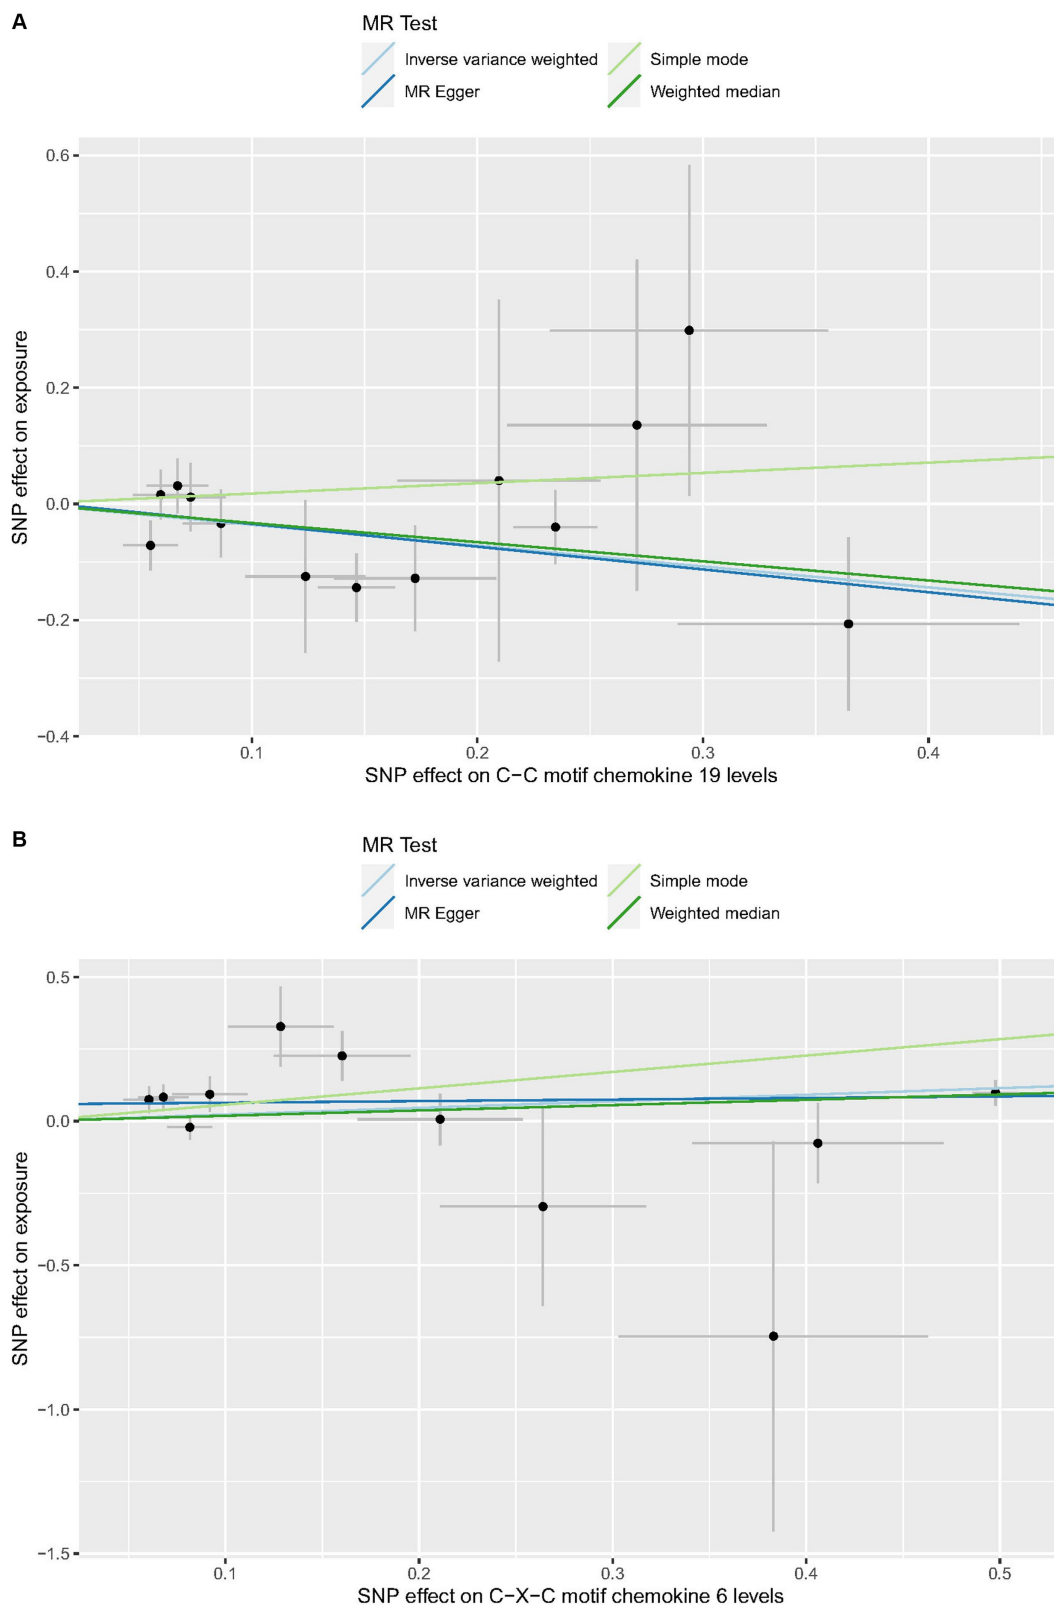 A
MR Test
Inverse variance weighted Simple mode
MR Egger Weighted median
0.6
0.4
0.2
0.0
−0.2
−0.4
SNP effect on exposure
0.1 0.2 0.3 0.4
SNP effect on C−C motif chemokine 19 levels
B
MR Test
Inverse variance weighted Simple mode
MR Egger Weighted median
0.5
0.0
−0.5
−1.0
−1.5
SNP effect on exposure
0.1 0.2 0.3 0.4 0.5
SNP effect on C−X−C motif chemokine 6 levels